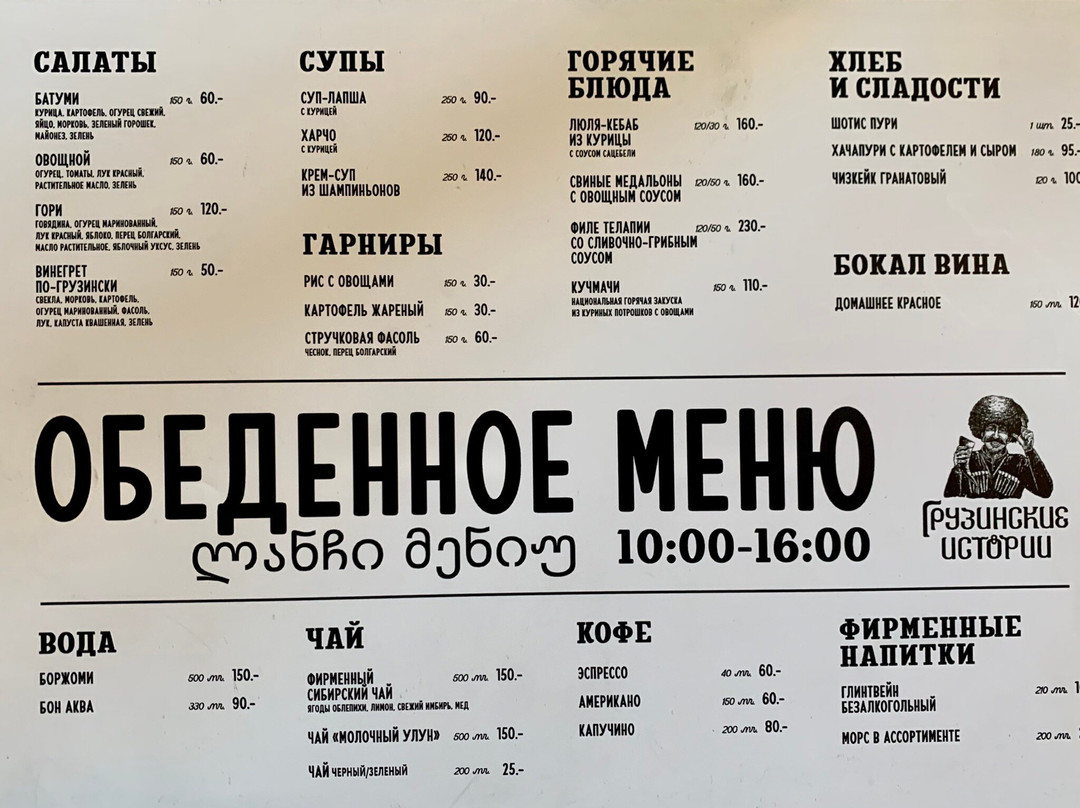 САЛАТЫ
БАТУМИ 150 г. 60.-
КУРИЦА, КАРТОФЕЛЬ, ОГУРЕЦ СВЕЖИЙ,
ЯЙЦО, МОРКОВЬ, ЗЕЛЕНЫЙ ГОРОШЕК,
МАЙОНЕЗ, ЗЕЛЕНЬ
ОВОЩНОЙ 150 г. 60.-
ОГУРЕЦ, ТОМАТЫ, ЛУК КРАСНЫЙ,
РАСТИТЕЛЬНОЕ МАСЛО, ЗЕЛЕНЬ
ГОРИ 150 г. 120.-
ГОВЯДИНА, ОГУРЕЦ МАРИНОВАННЫЙ,
ЛУК КРАСНЫЙ, ЯБЛОКО, ПЕРЕЦ БОЛГАРСКИЙ,
МАСЛО РАСТИТЕЛЬНОЕ, ЯБЛОЧНЫЙ УКСУС, ЗЕЛЕНЬ
ВИНЕГРЕТ 150 г. 50.-
ПО-ГРУЗИНСКИ
СВЕКЛА, МОРКОВЬ, КАРТОФЕЛЬ,
ОГУРЕЦ МАРИНОВАННЫЙ, ФАСОЛЬ,
ЛУК, КАПУСТА КВАШЕННАЯ, ЗЕЛЕНЬ
СУПЫ
СУП-ЛАПША 250 г. 90.-
С КУРИЦЕЙ
ХАРЧО 250 г. 120.-
С КУРИЦЕЙ
КРЕМ-СУП 250 г. 140.-
ИЗ ШАМПИНЬОНОВ
ГАРНИРЫ
РИС С ОВОЩАМИ 150 г. 30.-
КАРТОФЕЛЬ ЖАРЕНЫЙ 150 г. 30.-
СТРУЧКОВАЯ ФАСОЛЬ 150 г. 60.-
ЧЕСНОК, ПЕРЕЦ БОЛГАРСКИЙ
ГОРЯЧИЕ
БЛЮДА
ЛЮЛЯ-КЕБАБ 120/30 г. 160.-
ИЗ КУРИЦЫ
С СОУСОМ САЦЕБЕЛИ
СВИНЫЕ МЕДАЛЬОНЫ 120/50 г. 160.-
С ОВОЩНЫМ СОУСОМ
ФИЛЕ ТЕЛАПИИ 120/50 г. 230.-
СО СЛИВОЧНО-ГРИБНЫМ
СОУСОМ
КУЧМАЧИ 150 г. 110.-
НАЦИОНАЛЬНАЯ ГОРЯЧАЯ ЗАКУСКА
ИЗ КУРИНЫХ ПОТРОШКОВ С ОВОЩАМИ
ХЛЕБ
И СЛАДОСТИ
ШОТИС ПУРИ 1 шт. 25.-
ХАЧАПУРИ С КАРТОФЕЛЕМ И СЫРОМ 180 г. 95.-
ЧИЗКЕЙК ГРАНАТОВЫЙ 120 г. 100
БОКАЛ ВИНА
ДОМАШНЕЕ КРАСНОЕ 150 мл. 12
ОБЕДЕННОЕ МЕНЮ
ლანჩი მენიუ 10:00-16:00
ГРУЗИНСКИЕ
ИСТОРИИ
ВОДА
БОРЖОМИ 500 мл. 150.-
БОН АКВА 330 мл. 90.-
ЧАЙ
ФИРМЕННЫЙ 500 мл. 150.-
СИБИРСКИЙ ЧАЙ
ЯГОДЫ ОБЛЕПИХИ, ЛИМОН, СВЕЖИЙ ИМБИРЬ, МЕД
ЧАЙ «МОЛОЧНЫЙ УЛУН» 500 мл. 150.-
ЧАЙ ЧЕРНЫЙ/ЗЕЛЕНЫЙ 200 мл. 25.-
КОФЕ
ЭСПРЕССО 40 мл. 60.-
АМЕРИКАНО 150 мл. 60.-
КАПУЧИНО 200 мл. 80.-
ФИРМЕННЫЕ
НАПИТКИ
ГЛИНТВЕЙН 210 мл.
БЕЗАЛКОГОЛЬНЫЙ
МОРС В АССОРТИМЕНТЕ 200 мл.